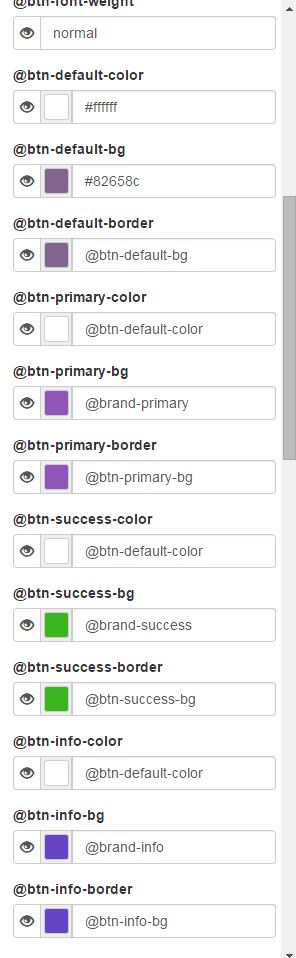 @btn-font-weight
normal
@btn-default-color
#ffffff
@btn-default-bg
#82658c
@btn-default-border
@btn-default-bg
@btn-primary-color
@btn-default-color
@btn-primary-bg
@brand-primary
@btn-primary-border
@btn-primary-bg
@btn-success-color
@btn-default-color
@btn-success-bg
@brand-success
@btn-success-border
@btn-success-bg
@btn-info-color
@btn-default-color
@btn-info-bg
@brand-info
@btn-info-border
@btn-info-bg